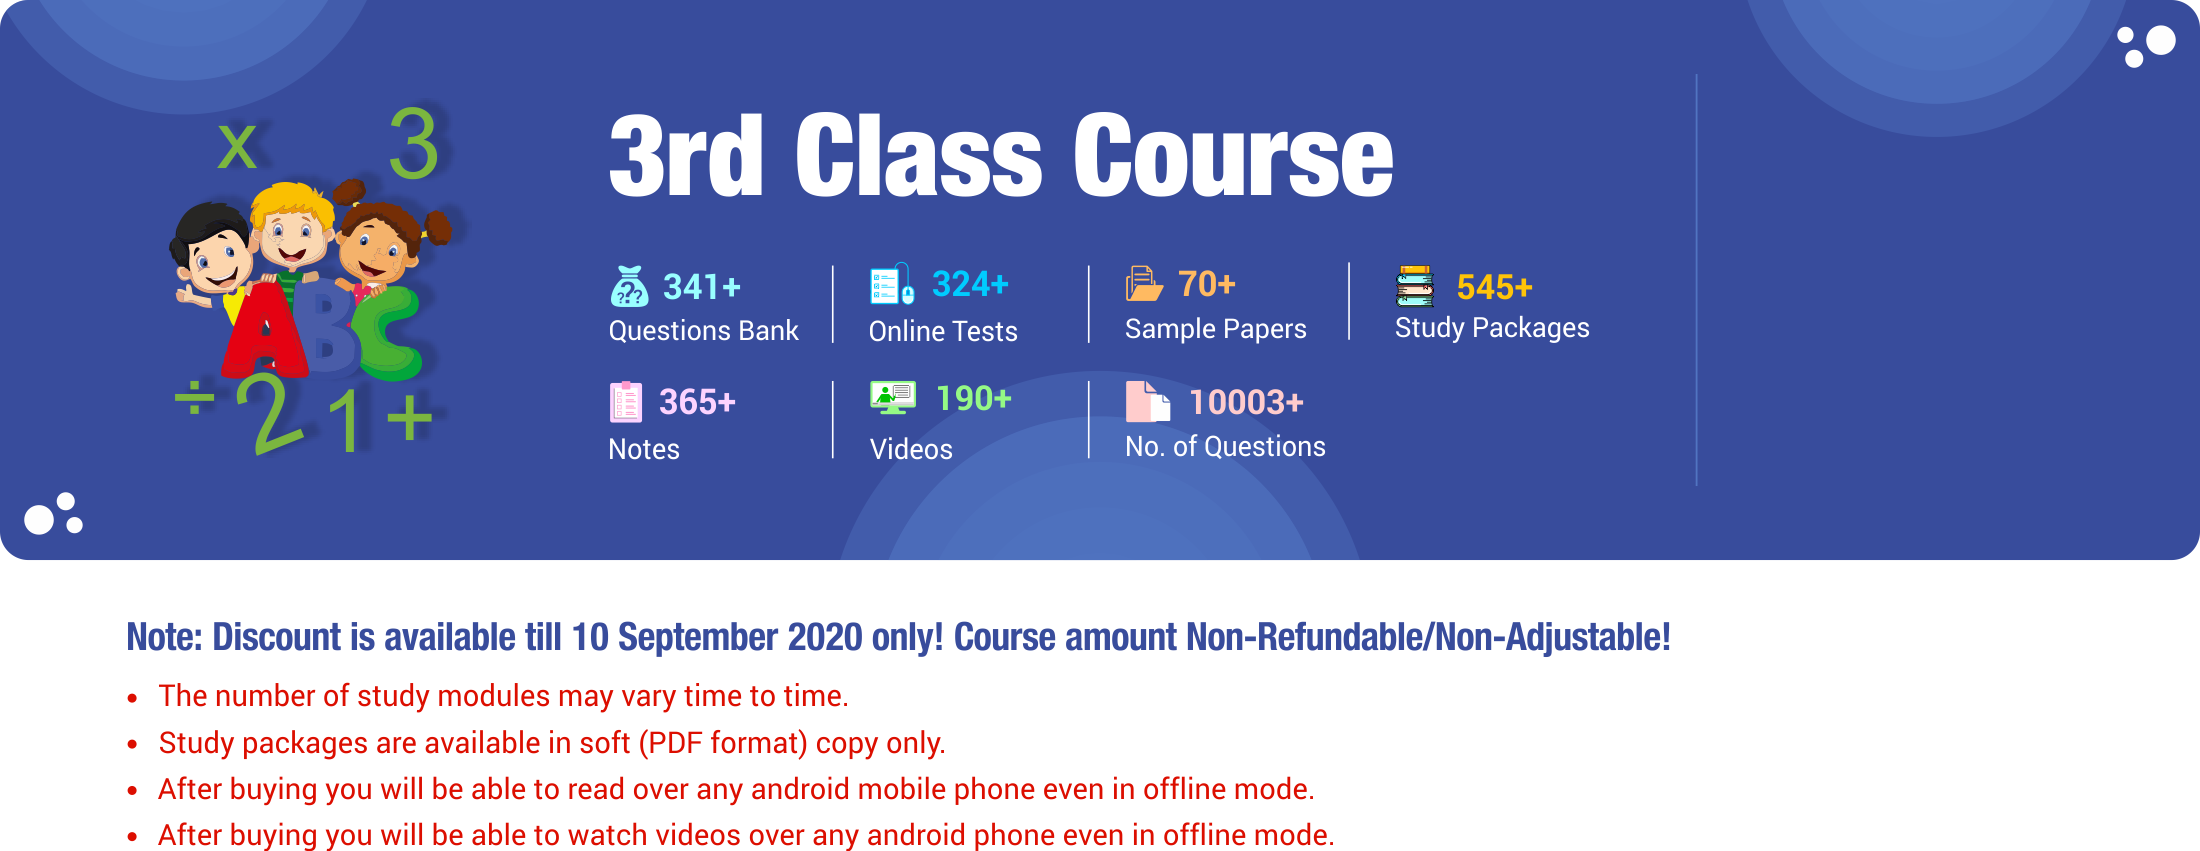 x 3
3rd Class Course
ABC
341+ 324+ 70+ 545+
Questions Bank Online Tests Sample Papers Study Packages
÷ 2 1 +
365+ 190+ 10003+
Notes Videos No. of Questions
Note: Discount is available till 10 September 2020 only! Course amount Non-Refundable/Non-Adjustable!
• The number of study modules may vary time to time.
• Study packages are available in soft (PDF format) copy only.
• After buying you will be able to read over any android mobile phone even in offline mode.
• After buying you will be able to watch videos over any android phone even in offline mode.